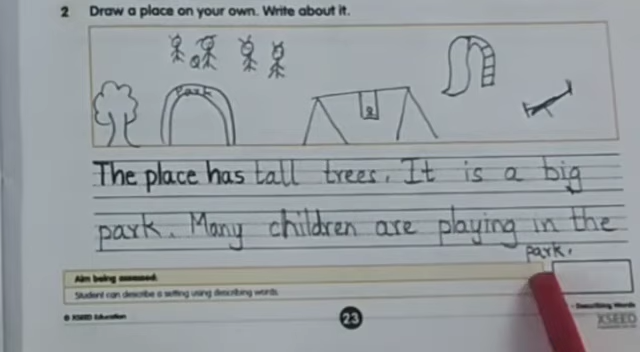 2 Draw a place on your own. Write about it.
Park
The place has tall trees. It is a big
park. Many children are playing in the
park.
Aim being assessed:
Student can describe a setting using describing words.
© XSEED Education
23
Describing Words
XSEED